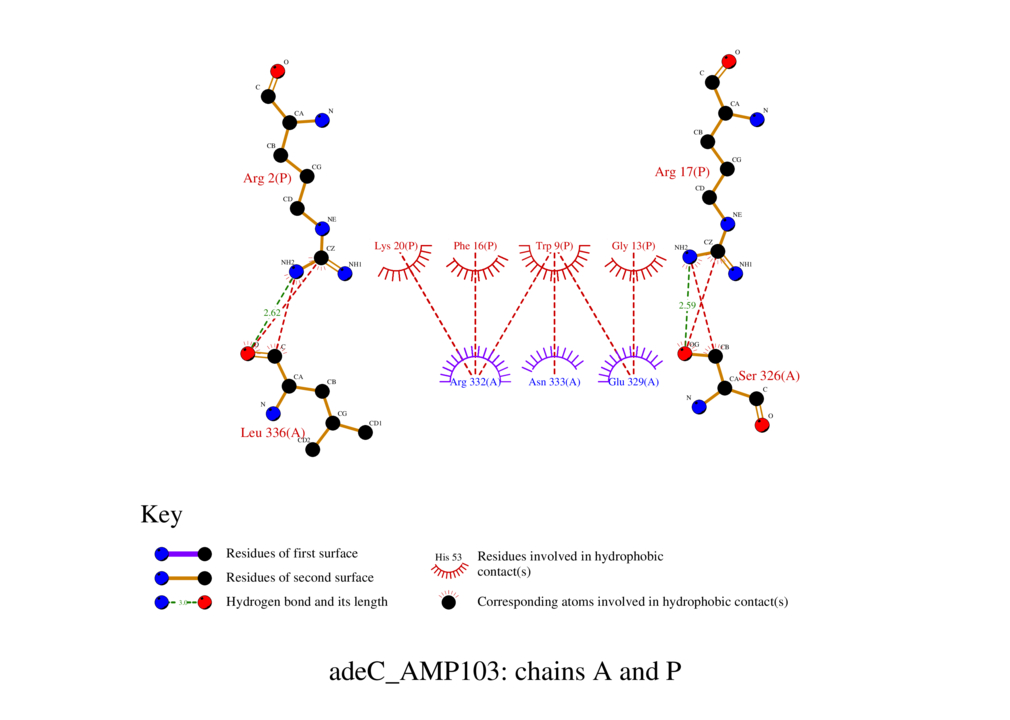 O
C
CA
N
CB
CG
Arg 2(P)
CD
NE
CZ
NH2
NH1
2.62
C
CA
CB
N
CG
CD1
Leu 336(A)
CD2
Lys 20(P) Phe 16(P) Trp 9(P) Gly 13(P)
Arg 332(A) Asn 333(A) Glu 329(A)
O
C
CA
N
CB
CG
Arg 17(P)
CD
NE
CZ
NH2
NH1
2.59
OG
CB
Ser 326(A)
CA
C
N
O
Key
Residues of first surface
Residues of second surface
3.0
Hydrogen bond and its length
His 53
Residues involved in hydrophobic
contact(s)
Corresponding atoms involved in hydrophobic contact(s)
adeC_AMP103: chains A and P